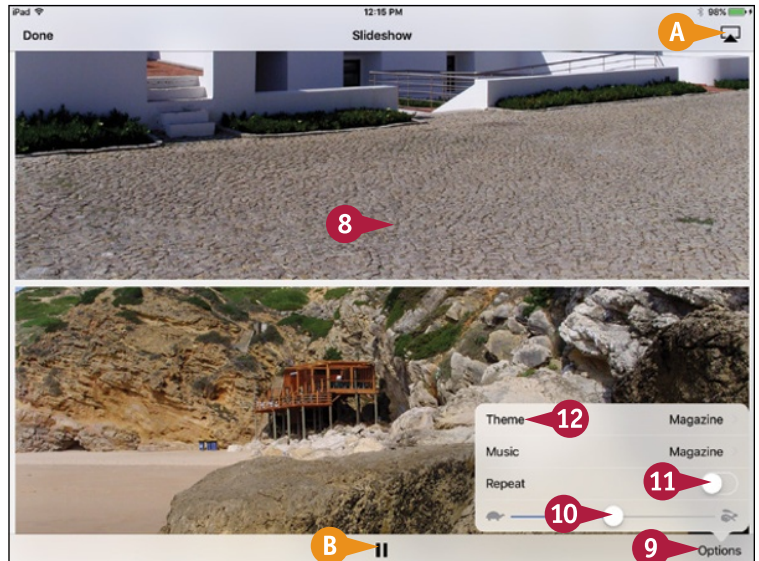 iPad 12:15 PM 98%
Done Slideshow A
8
Theme 12 Magazine
Music Magazine
Repeat 11
10
B 9 Options